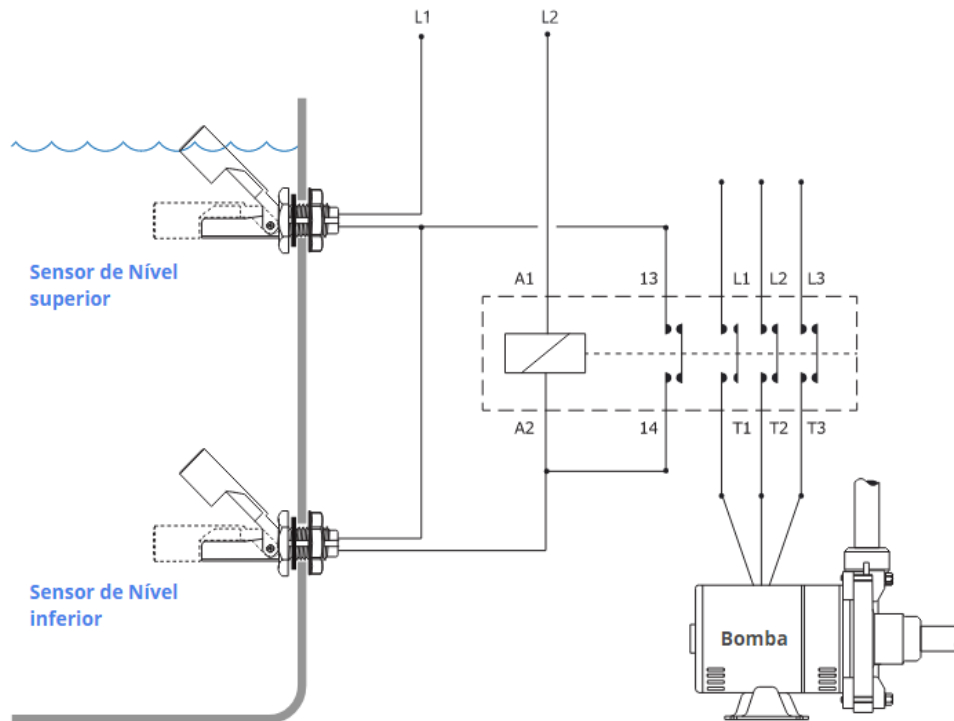 L1
L2
Sensor de Nível
superior
A1
13
L1
L2
L3
A2
14
T1
T2
T3
Sensor de Nível
inferior
Bomba